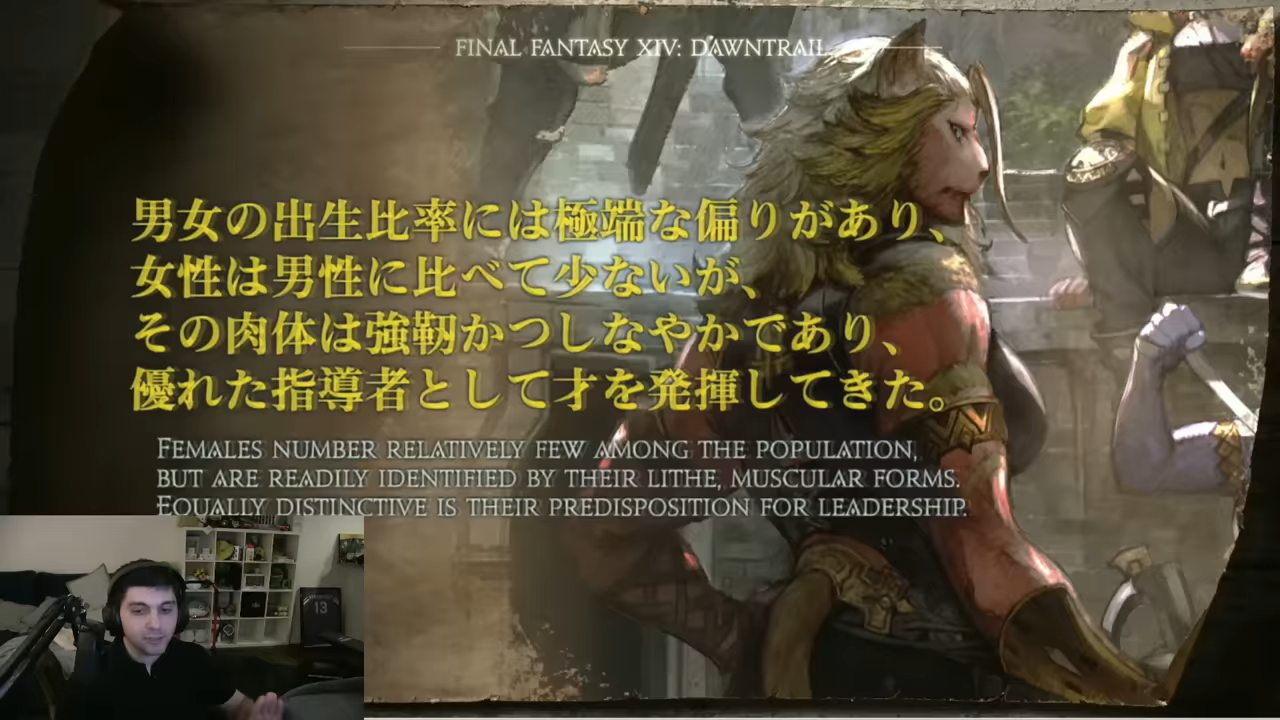 FINAL FANTASY XIV: DAWNTRAIL
男女の出生比率には極端な偏りがあり、
女性は男性に比べて少ないが、
その肉体は強靭かつしなやかであり、
優れた指導者として才を発揮してきた。
FEMALES NUMBER RELATIVELY FEW AMONG THE POPULATION,
BUT ARE READILY IDENTIFIED BY THEIR LITHE, MUSCULAR FORMS.
EQUALLY DISTINCTIVE IS THEIR PREDISPOSITION FOR LEADERSHIP.
13